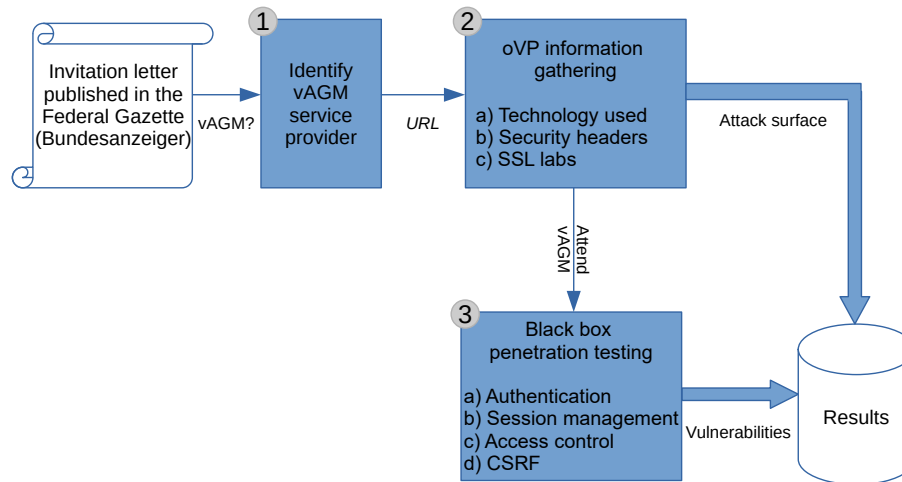 Invitation letter
published in the
Federal Gazette
(Bundesanzeiger)
vAGM?
1
Identify
vAGM
service
provider
URL
2
oVP information
gathering
a) Technology used
b) Security headers
c) SSL labs
Attack surface
Attend
vAGM
3
Black box
penetration testing
a) Authentication
b) Session management
c) Access control
d) CSRF
Vulnerabilities
Results